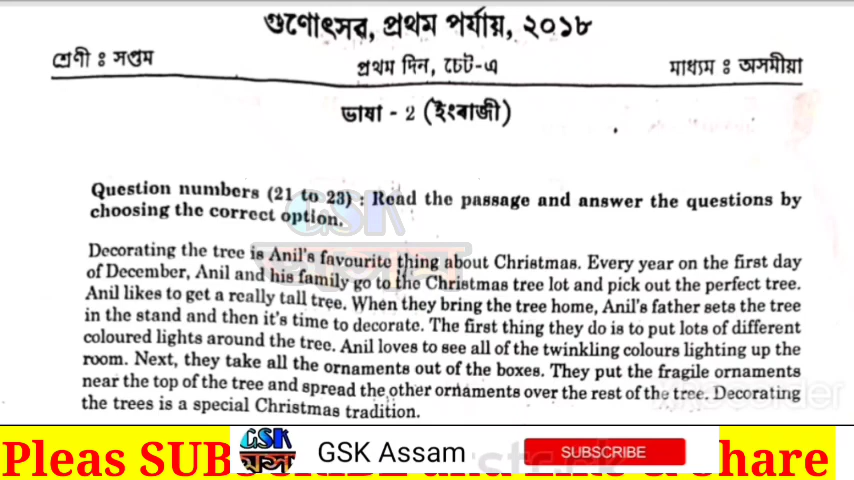 গুণোৎসৱ, প্ৰথম পৰ্যায়, ২০১৮
শ্ৰেণী ঃ সপ্তম
প্ৰথম দিন, ছেট-এ
মাধ্যম ঃ অসমীয়া
ভাষা - 2 (ইংৰাজী)
Question numbers (21 to 23) : Read the passage and answer the questions by
choosing the correct option.
Decorating the tree is Anil's favourite thing about Christmas. Every year on the first day
of December, Anil and his family go to the Christmas tree lot and pick out the perfect tree.
Anil likes to get a really tall tree. When they bring the tree home, Anil's father sets the tree
in the stand and then it's time to decorate. The first thing they do is to put lots of different
coloured lights around the tree. Anil loves to see all of the twinkling colours lighting up the
room. Next, they take all the ornaments out of the boxes. They put the fragile ornaments
near the top of the tree and spread the other ornaments over the rest of the tree. Decorating
the trees is a special Christmas tradition.
GSK
Pleas SUB
GSK
অসম
GSK Assam
SUBSCRIBE
hare